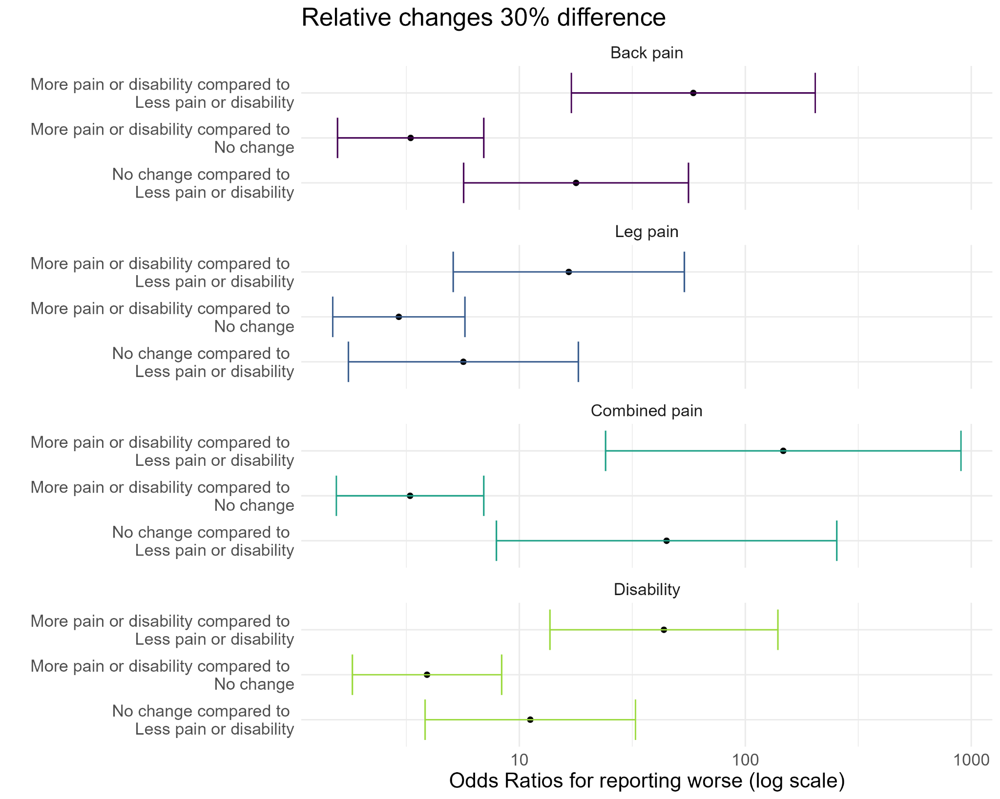 Relative changes 30% difference
Back pain
More pain or disability compared to
Less pain or disability
More pain or disability compared to
No change
No change compared to
Less pain or disability
Leg pain
More pain or disability compared to
Less pain or disability
More pain or disability compared to
No change
No change compared to
Less pain or disability
Combined pain
More pain or disability compared to
Less pain or disability
More pain or disability compared to
No change
No change compared to
Less pain or disability
Disability
More pain or disability compared to
Less pain or disability
More pain or disability compared to
No change
No change compared to
Less pain or disability
10 100 1000
Odds Ratios for reporting worse (log scale)